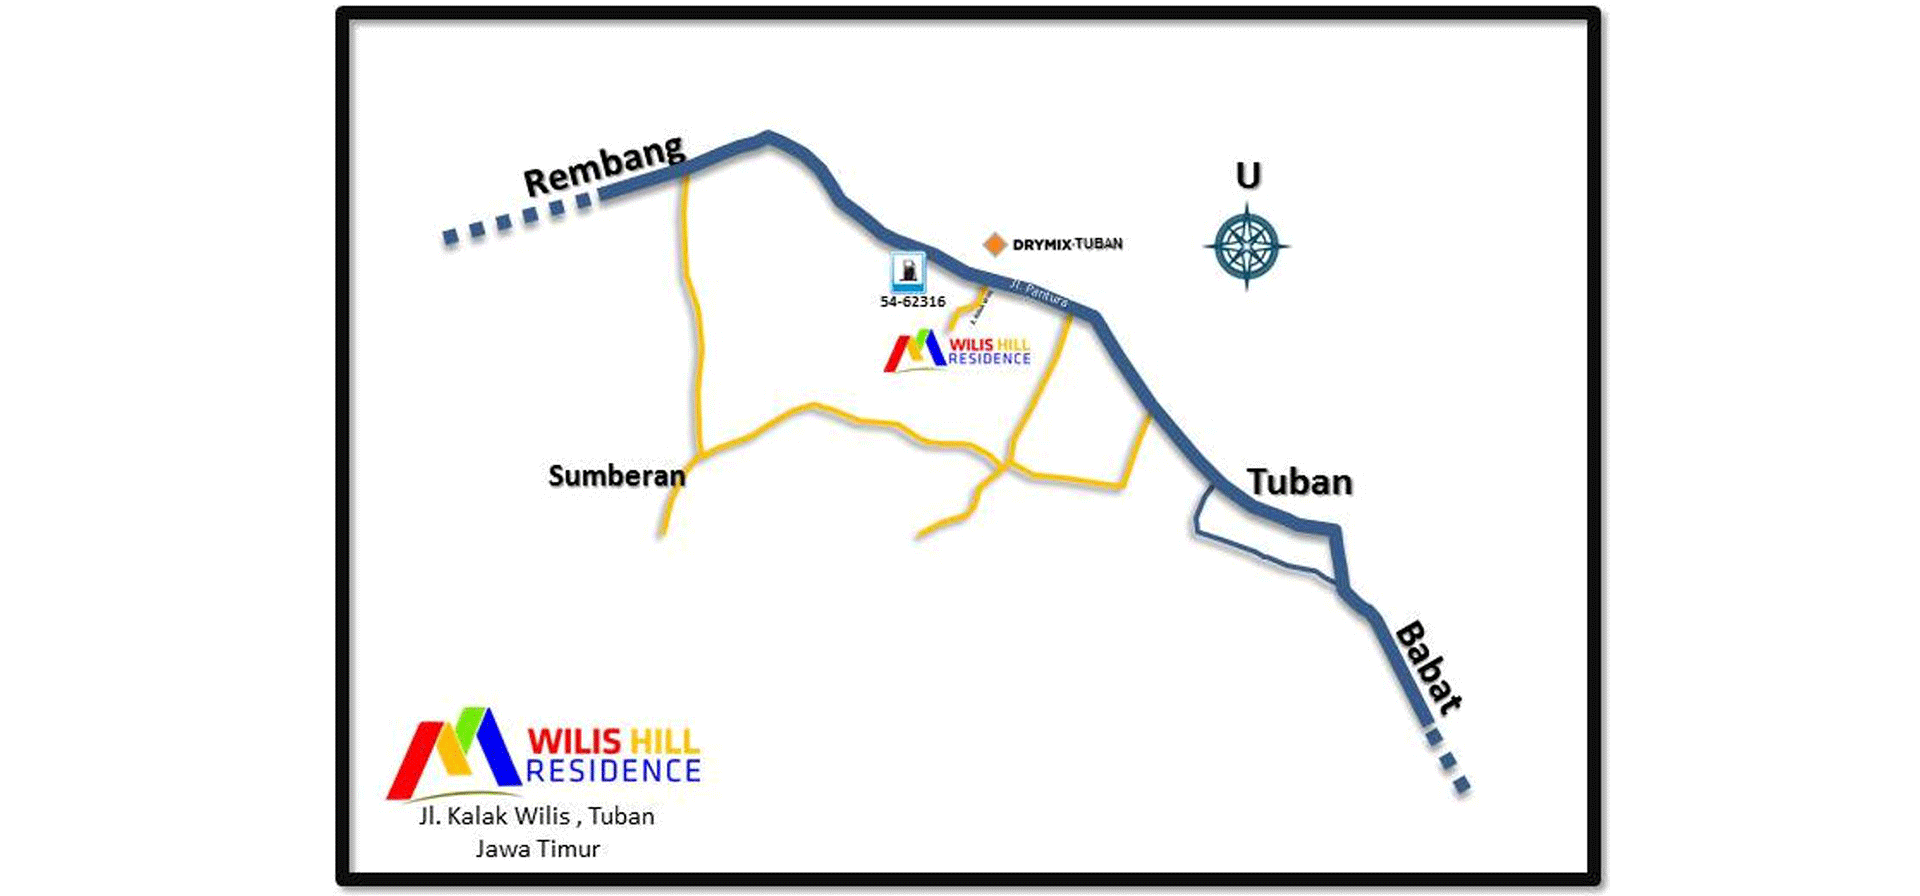 Rembang
U
DRYMIX·TUBAN
54-62316
Jl. Pantura
WILIS HILL
RESIDENCE
Sumberan
Tuban
Babat
WILIS HILL
RESIDENCE
Jl. Kalak Wilis , Tuban
Jawa Timur